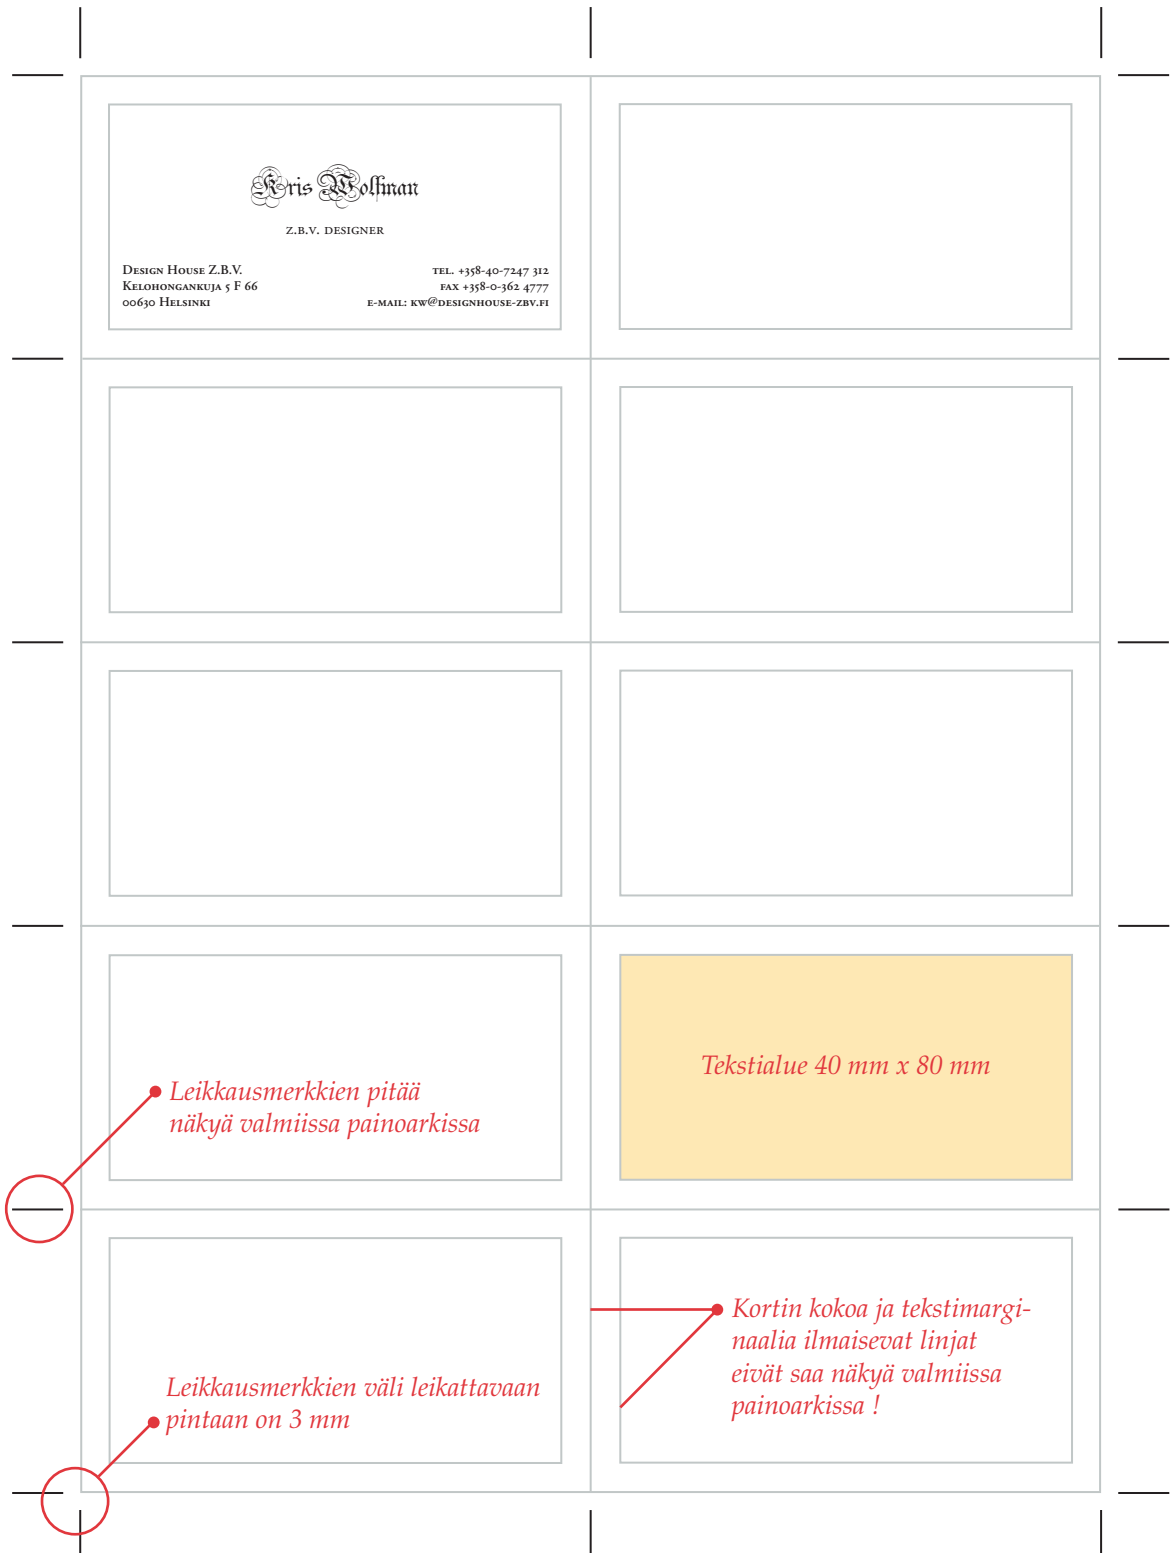 Kris Wolfman
Z.B.V. DESIGNER
Design House Z.B.V.
Kelohongankuja 5 F 66
00630 Helsinki
TEL. +358-40-7247 312
FAX +358-0-362 4777
E-MAIL: KW@DESIGNHOUSE-ZBV.FI
Tekstialue 40 mm x 80 mm
Leikkausmerkkien pitää
näkyä valmiissa painoarkissa
Kortin kokoa ja tekstimargi-
naalia ilmaisevat linjat
eivät saa näkyä valmiissa
painoarkissa !
Leikkausmerkkien väli leikattavaan
pintaan on 3 mm